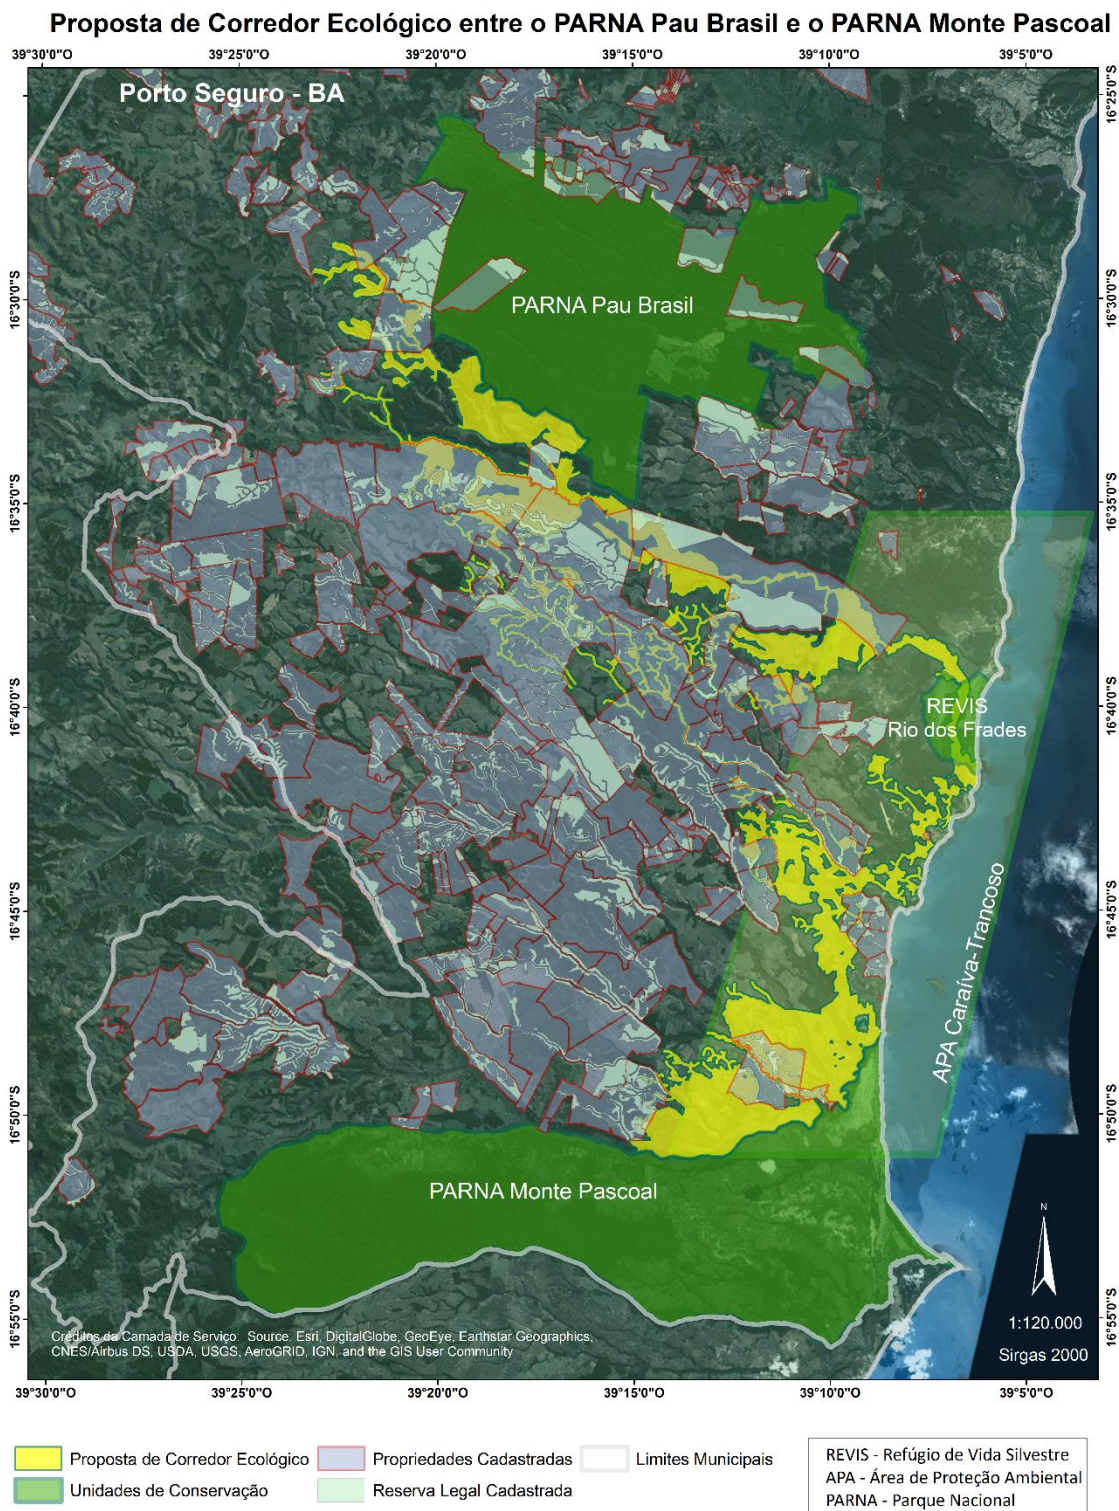 Proposta de Corredor Ecológico entre o PARNA Pau Brasil e o PARNA Monte Pascoal
39°30'0"O 39°25'0"O 39°20'0"O 39°15'0"O 39°10'0"O 39°5'0"O
Porto Seguro - BA
16°25'0"S
16°30'0"S 16°30'0"S
PARNA Pau Brasil
16°35'0"S 16°35'0"S
16°40'0"S 16°40'0"S
REVIS
Rio dos Frades
16°45'0"S 16°45'0"S
APA Caraíva-Trancoso
16°50'0"S 16°50'0"S
PARNA Monte Pascoal
N
16°55'0"S 16°55'0"S
1:120.000
Sirgas 2000
Créditos da Camada de Serviço: Source: Esri, DigitalGlobe, GeoEye, Earthstar Geographics,
CNES/Airbus DS, USDA, USGS, AeroGRID, IGN, and the GIS User Community
39°30'0"O 39°25'0"O 39°20'0"O 39°15'0"O 39°10'0"O 39°5'0"O
Proposta de Corredor Ecológico Propriedades Cadastradas Limites Municipais
Unidades de Conservação Reserva Legal Cadastrada
REVIS - Refúgio de Vida Silvestre
APA - Área de Proteção Ambiental
PARNA - Parque Nacional